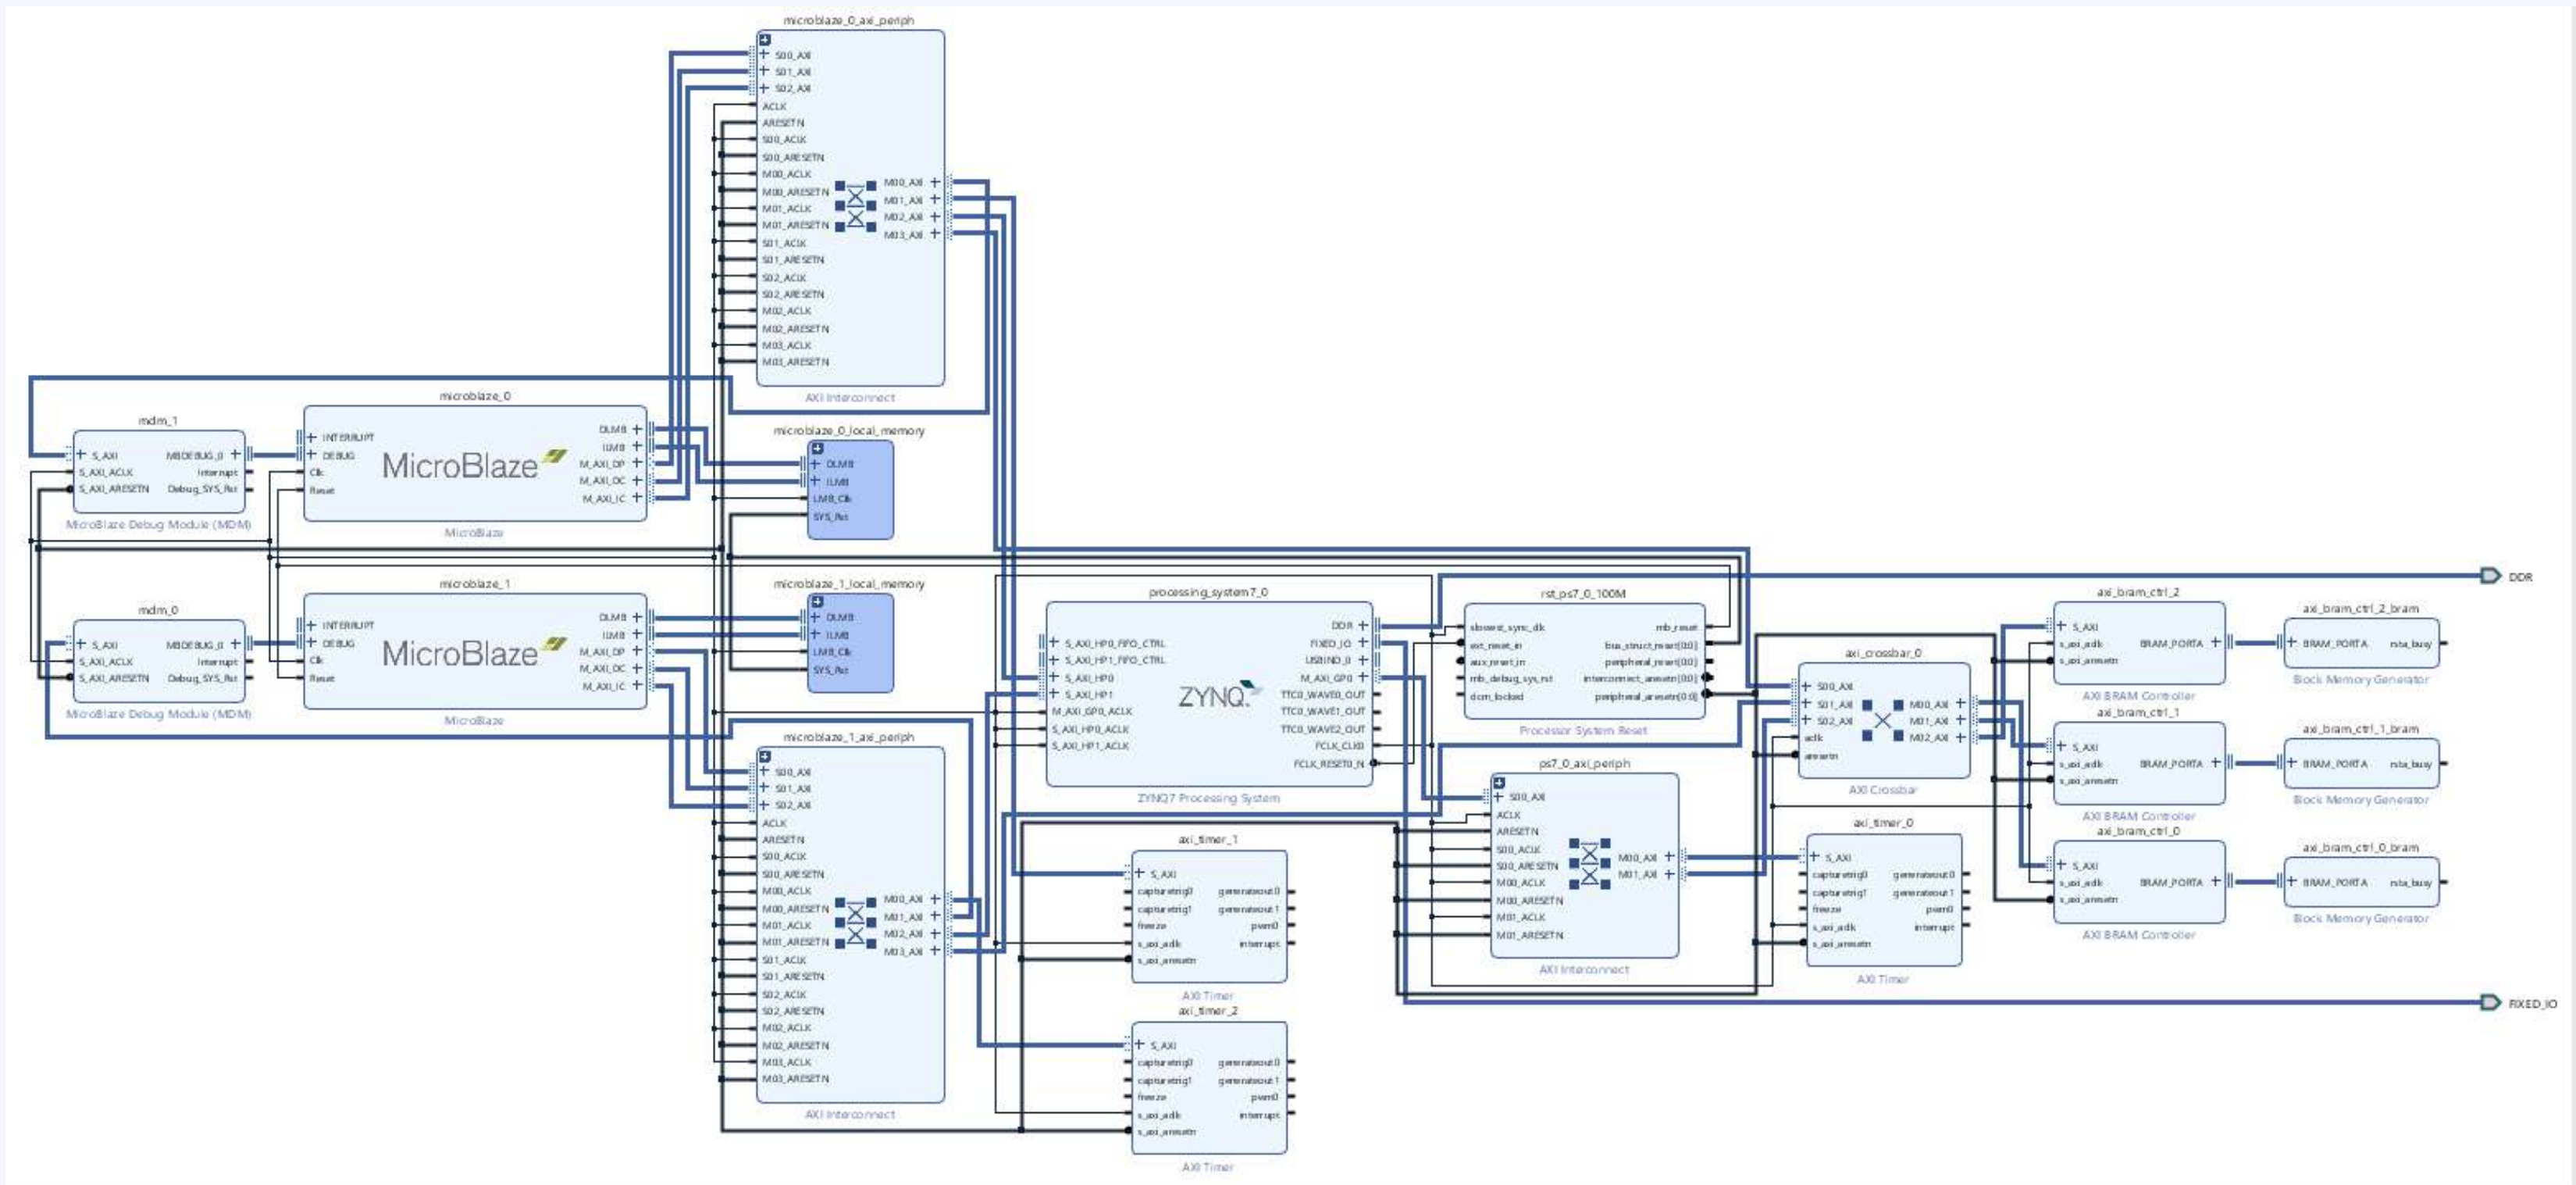 microblaze_0_axi_periph
S00_AXI
S01_AXI
S02_AXI
ACLK
ARESETN
S00_ACLK
S00_ARESETN
M00_ACLK
M00_ARESETN
M01_ACLK
M01_ARESETN
S01_ACLK
S01_ARESETN
S02_ACLK
S02_ARESETN
M02_ACLK
M02_ARESETN
M03_ACLK
M03_ARESETN
M00_AXI
M01_AXI
M02_AXI
M03_AXI
AXI Interconnect
mdm_1
S_AXI
S_AXI_ACLK
S_AXI_ARESETN
MBDEBUG_0
Interrupt
Debug_SYS_Rst
MicroBlaze Debug Module (MDM)
microblaze_0
INTERRUPT
DEBUG
Clk
Reset
MicroBlaze
DLMB
ILMB
M_AXI_DP
M_AXI_DC
M_AXI_IC
MicroBlaze
microblaze_0_local_memory
DLMB
ILMB
LMB_Clk
SYS_Rst
mdm_0
S_AXI
S_AXI_ACLK
S_AXI_ARESETN
MBDEBUG_0
Interrupt
Debug_SYS_Rst
MicroBlaze Debug Module (MDM)
microblaze_1
INTERRUPT
DEBUG
Clk
Reset
MicroBlaze
DLMB
ILMB
M_AXI_DP
M_AXI_DC
M_AXI_IC
MicroBlaze
microblaze_1_local_memory
DLMB
ILMB
LMB_Clk
SYS_Rst
microblaze_1_axi_periph
S00_AXI
S01_AXI
S02_AXI
ACLK
ARESETN
S00_ACLK
S00_ARESETN
M00_ACLK
M00_ARESETN
M01_ACLK
M01_ARESETN
S01_ACLK
S01_ARESETN
S02_ACLK
S02_ARESETN
M02_ACLK
M02_ARESETN
M03_ACLK
M03_ARESETN
M00_AXI
M01_AXI
M02_AXI
M03_AXI
AXI Interconnect
processing_system7_0
S_AXI_HP0_FIFO_CTRL
S_AXI_HP1_FIFO_CTRL
S_AXI_HP0
S_AXI_HP1
M_AXI_GP0_ACLK
S_AXI_HP0_ACLK
S_AXI_HP1_ACLK
ZYNQ
DDR
FIXED_IO
USBIND_0
M_AXI_GP0
TTC0_WAVE0_OUT
TTC0_WAVE1_OUT
TTC0_WAVE2_OUT
FCLK_CLK0
FCLK_RESET0_N
ZYNQ7 Processing System
axi_timer_1
S_AXI
capturetrig0
capturetrig1
freeze
s_axi_aclk
s_axi_aresetn
generateout0
generateout1
pwm0
interrupt
AXI Timer
axi_timer_2
S_AXI
capturetrig0
capturetrig1
freeze
s_axi_aclk
s_axi_aresetn
generateout0
generateout1
pwm0
interrupt
AXI Timer
rst_ps7_0_100M
slowest_sync_clk
ext_reset_in
aux_reset_in
mb_debug_sys_rst
dcm_locked
mb_reset
bus_struct_reset[0:0]
peripheral_reset[0:0]
interconnect_aresetn[0:0]
peripheral_aresetn[0:0]
Processor System Reset
ps7_0_axi_periph
S00_AXI
ACLK
ARESETN
S00_ACLK
S00_ARESETN
M00_ACLK
M00_ARESETN
M01_ACLK
M01_ARESETN
M00_AXI
M01_AXI
AXI Interconnect
axi_crossbar_0
S00_AXI
S01_AXI
S02_AXI
aclk
aresetn
M00_AXI
M01_AXI
M02_AXI
AXI Crossbar
axi_timer_0
S_AXI
capturetrig0
capturetrig1
freeze
s_axi_aclk
s_axi_aresetn
generateout0
generateout1
pwm0
interrupt
AXI Timer
axi_bram_ctrl_2
S_AXI
s_axi_aclk
s_axi_aresetn
BRAM_PORTA
AXI BRAM Controller
axi_bram_ctrl_2_bram
BRAM_PORTA
rsta_busy
Block Memory Generator
axi_bram_ctrl_1
S_AXI
s_axi_aclk
s_axi_aresetn
BRAM_PORTA
AXI BRAM Controller
axi_bram_ctrl_1_bram
BRAM_PORTA
rsta_busy
Block Memory Generator
axi_bram_ctrl_0
S_AXI
s_axi_aclk
s_axi_aresetn
BRAM_PORTA
AXI BRAM Controller
axi_bram_ctrl_0_bram
BRAM_PORTA
rsta_busy
Block Memory Generator
DDR
FIXED_IO